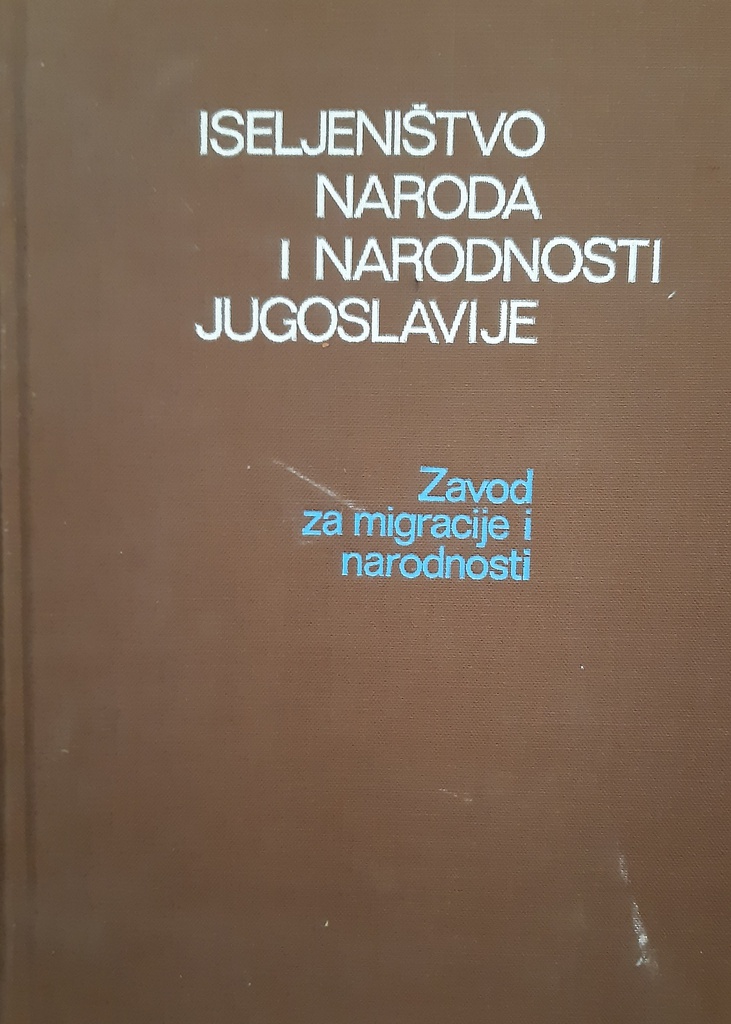 ISELJENIŠTVO
NARODA
I NARODNOSTI
JUGOSLAVIJE
Zavod
za migracije i
narodnosti